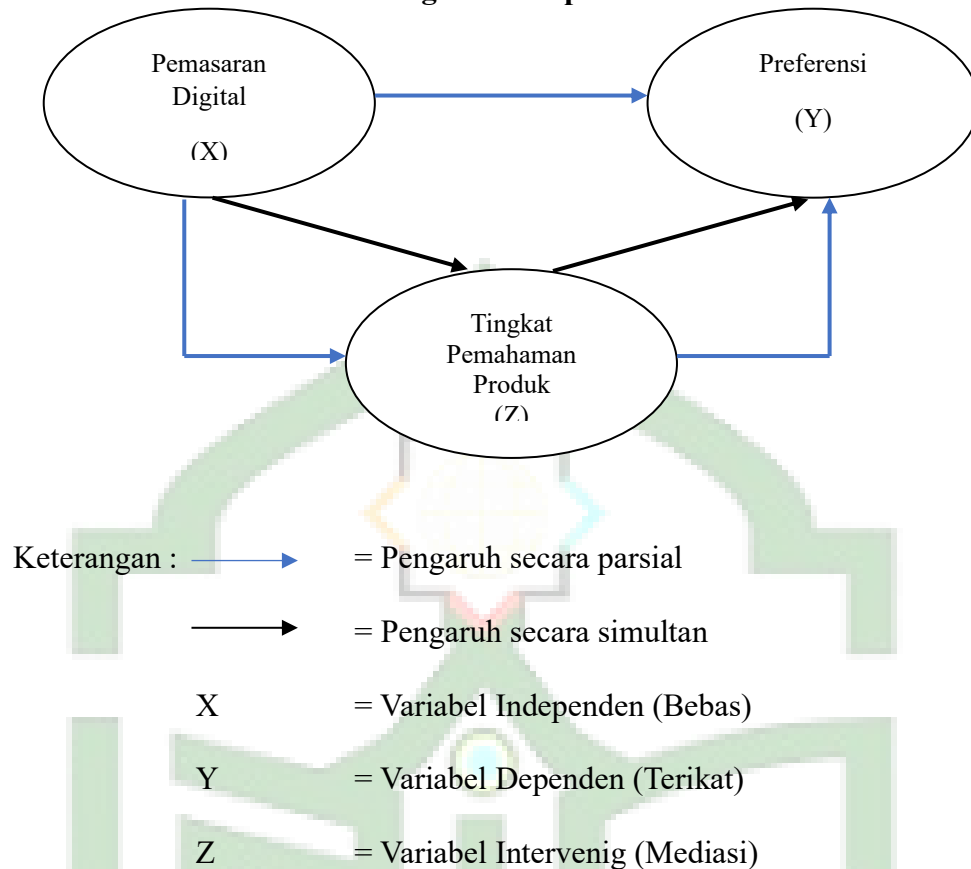 Pemasaran
Digital
(X)
Preferensi
(Y)
Tingkat
Pemahaman
Produk
(Z)
Keterangan :
= Pengaruh secara parsial
= Pengaruh secara simultan
X = Variabel Independen (Bebas)
Y = Variabel Dependen (Terikat)
Z = Variabel Intervenig (Mediasi)